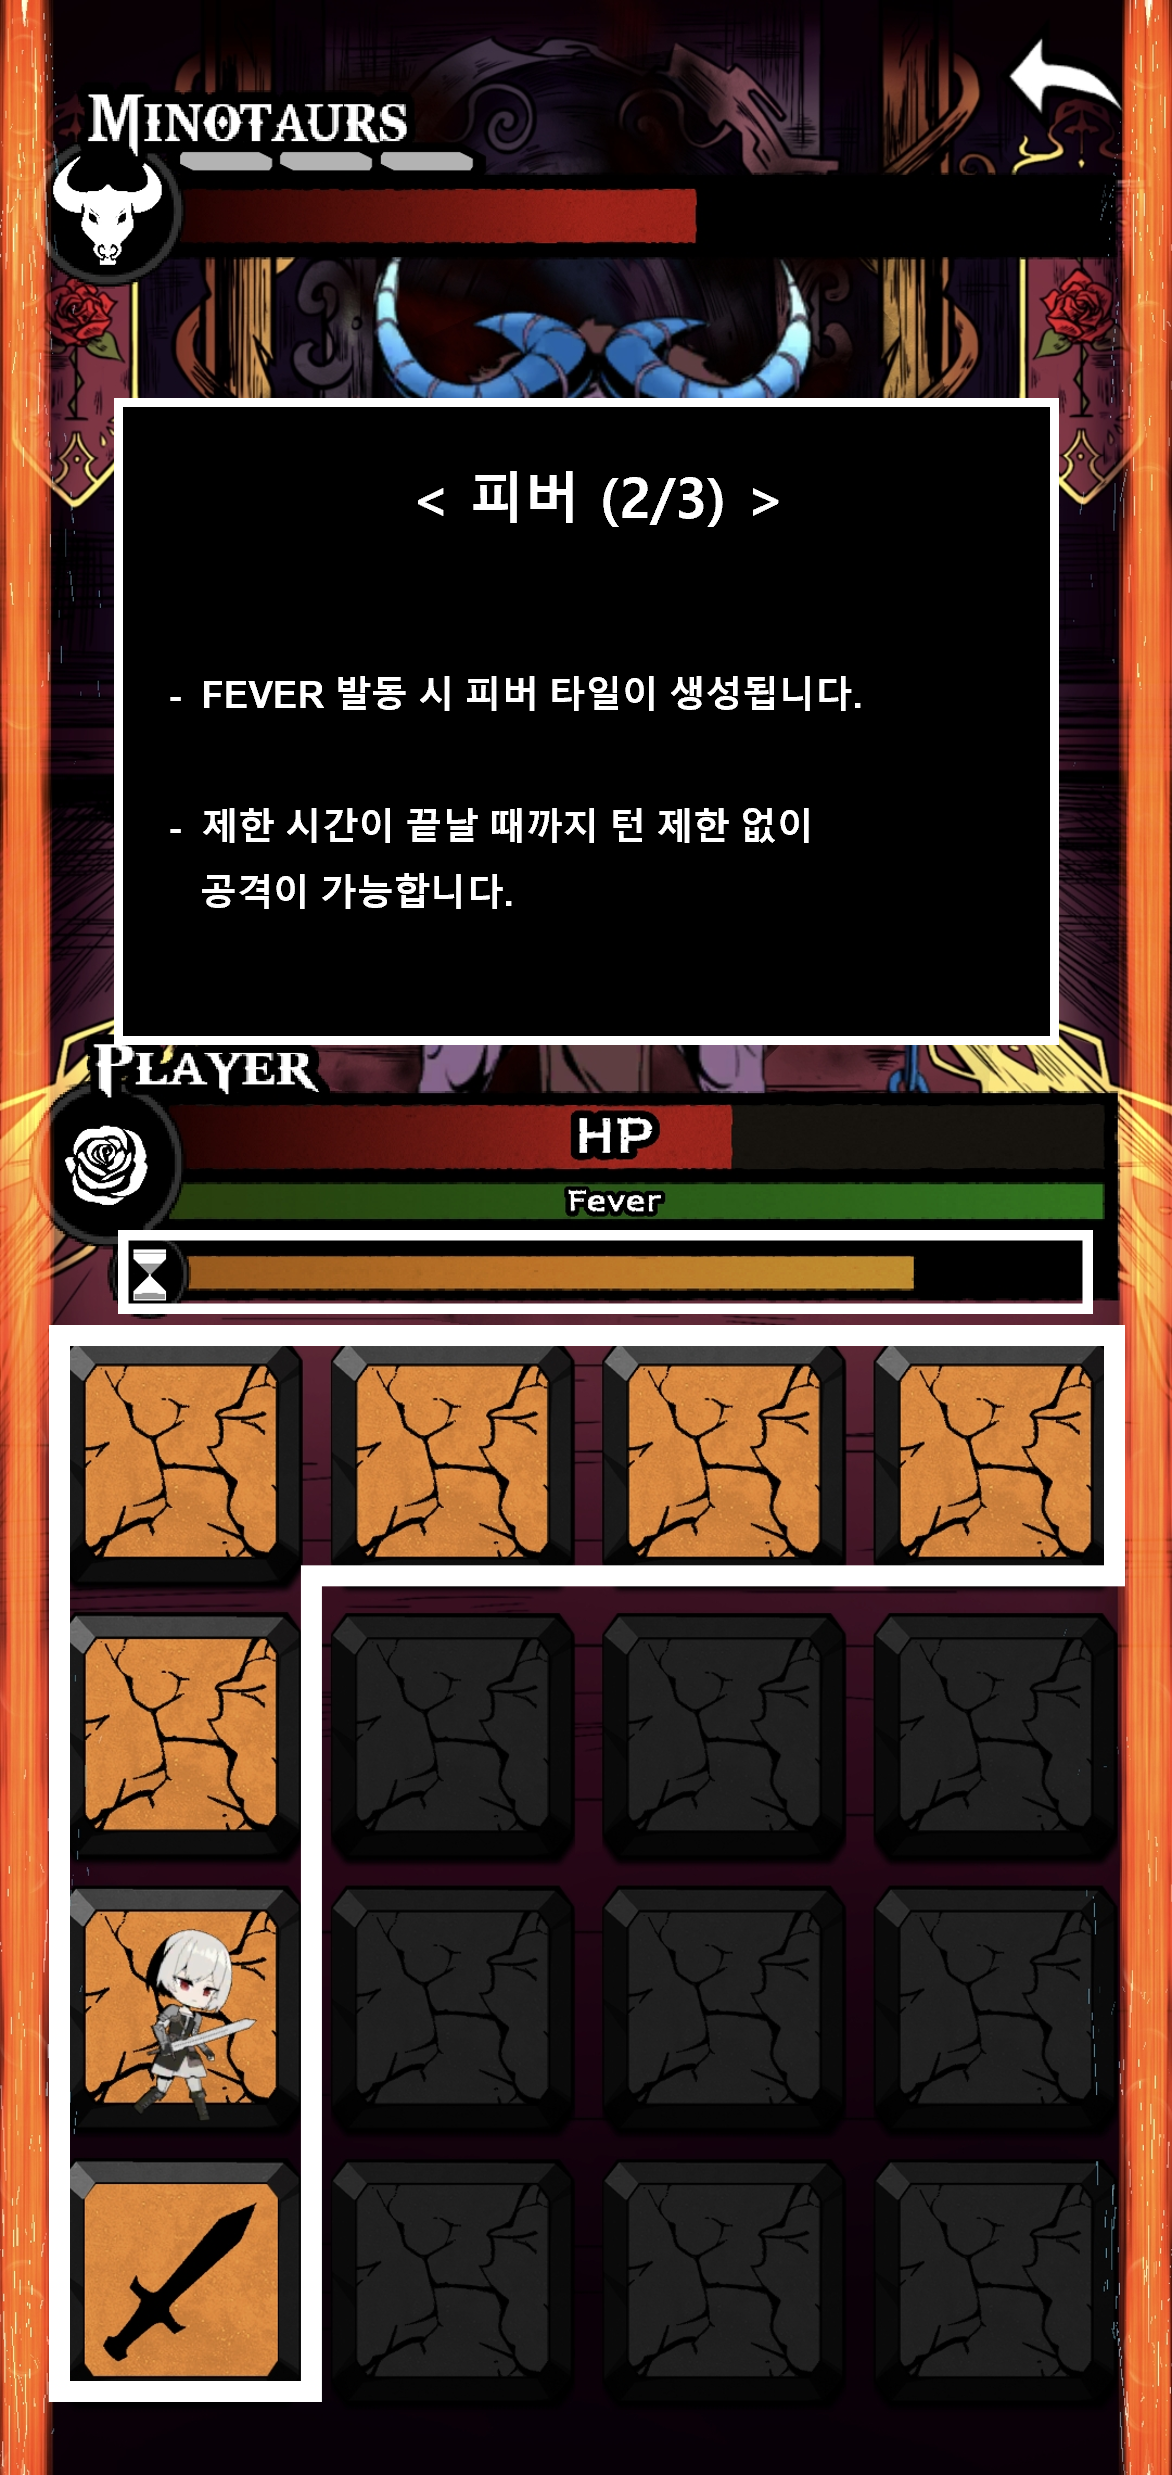 MINOTAURS
< 피버 (2/3) >
- FEVER 발동 시 피버 타일이 생성됩니다.
- 제한 시간이 끝날 때까지 턴 제한 없이
공격이 가능합니다.
PLAYER
HP
Fever